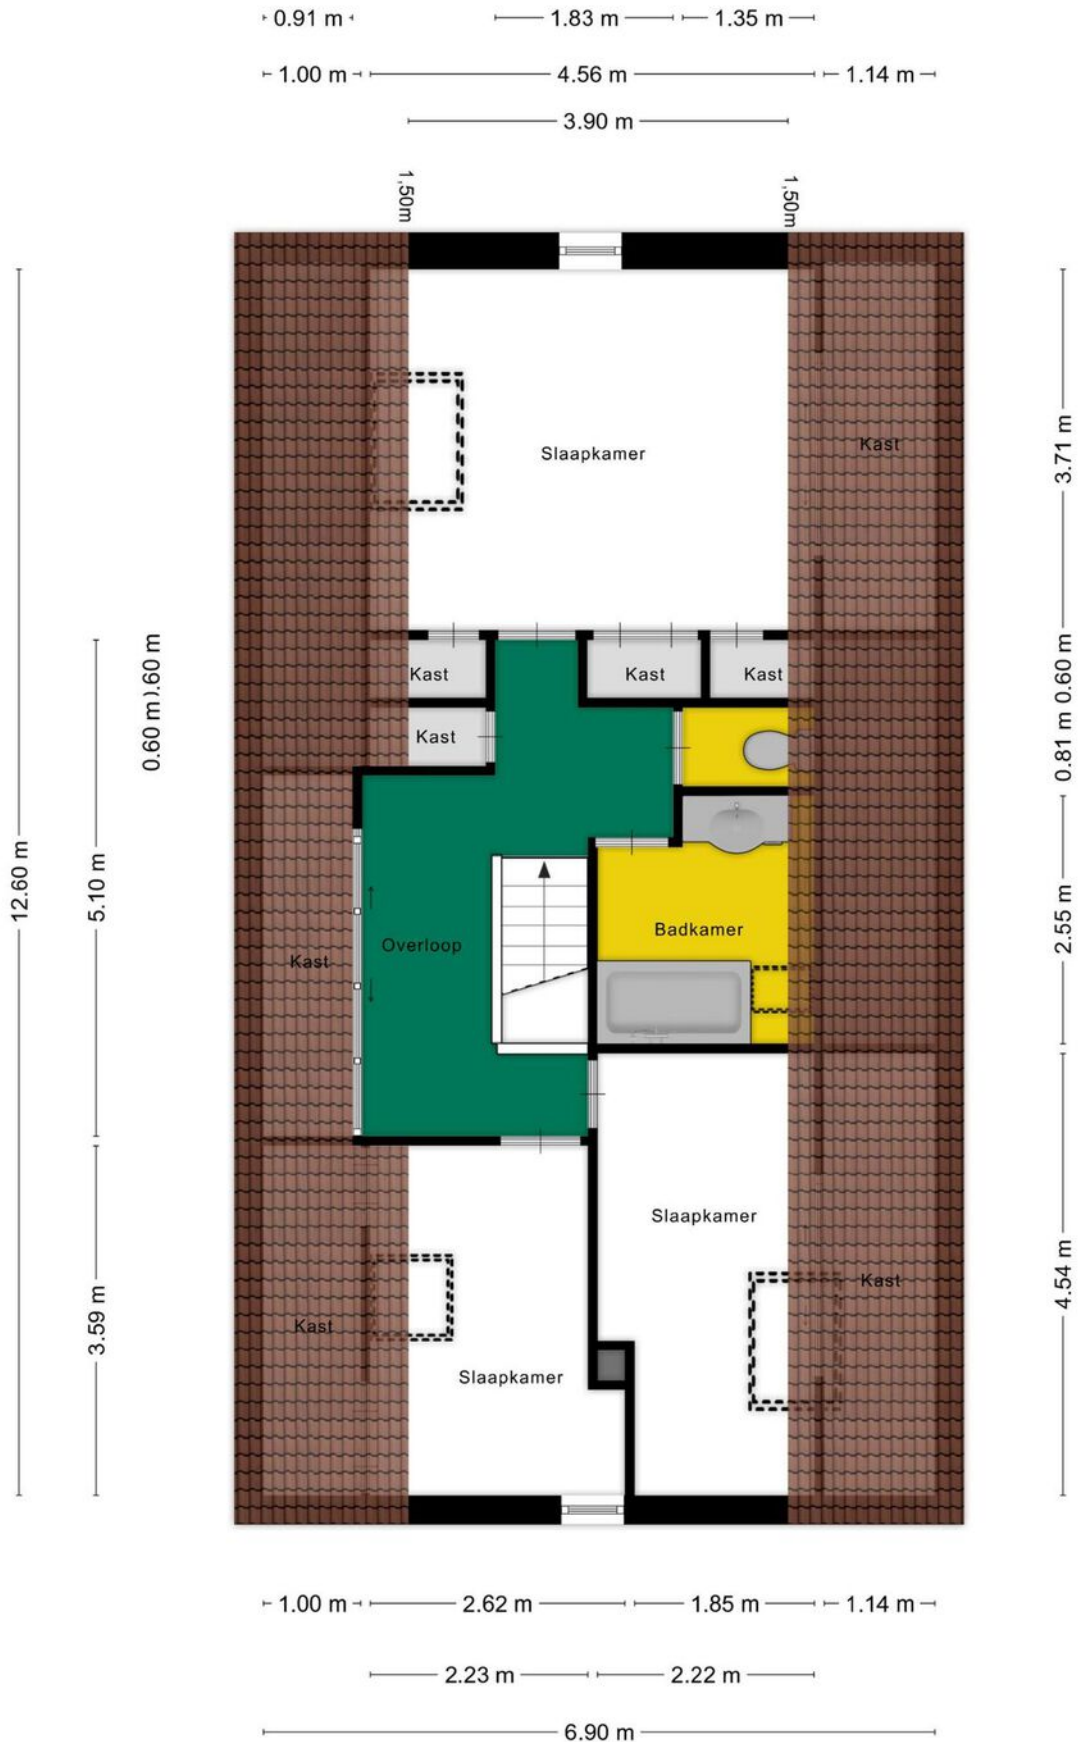 0.91 m 1.83 m 1.35 m
1.00 m 4.56 m 1.14 m
3.90 m
1,50m 1,50m
Slaapkamer Kast
3.71 m
0.60 m
0.60 m
0.60 m
0.81 m
Kast Kast Kast
Kast
12.60 m
5.10 m
2.55 m
Overloop Badkamer
Kast
Slaapkamer
Kast
Kast
Slaapkamer
3.59 m
4.54 m
1.00 m 2.62 m 1.85 m 1.14 m
2.23 m 2.22 m
6.90 m